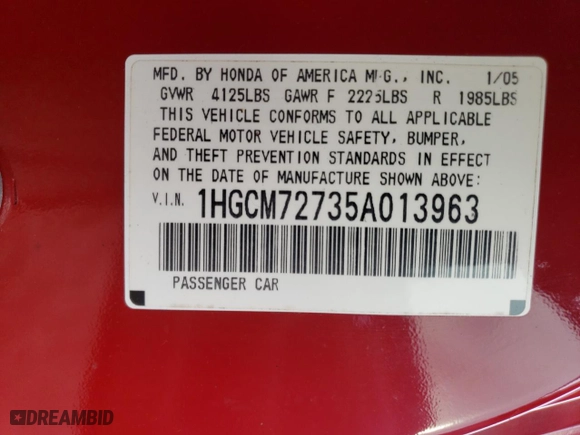 MFD. BY HONDA OF AMERICA MFG., INC. 1/05
GVWR 4125LBS GAWR F 2225LBS R 1985LBS
THIS VEHICLE CONFORMS TO ALL APPLICABLE
FEDERAL MOTOR VEHICLE SAFETY, BUMPER,
AND THEFT PREVENTION STANDARDS IN EFFECT
ON THE DATE OF MANUFACTURE SHOWN ABOVE:
V.I.N. 1HGCM72735A013963
PASSENGER CAR
DREAMBID